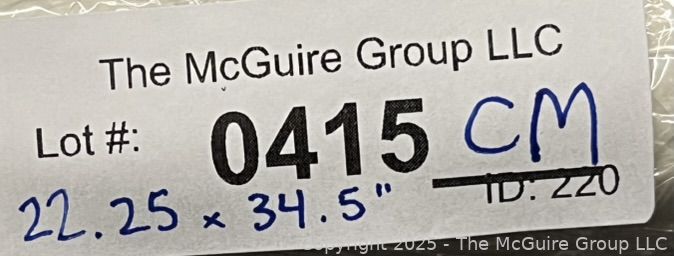 The McGuire Group LLC
Lot #: 0415 CM
ID: 220
22.25 x 34.5"
Copyright 2025 - The McGuire Group LLC